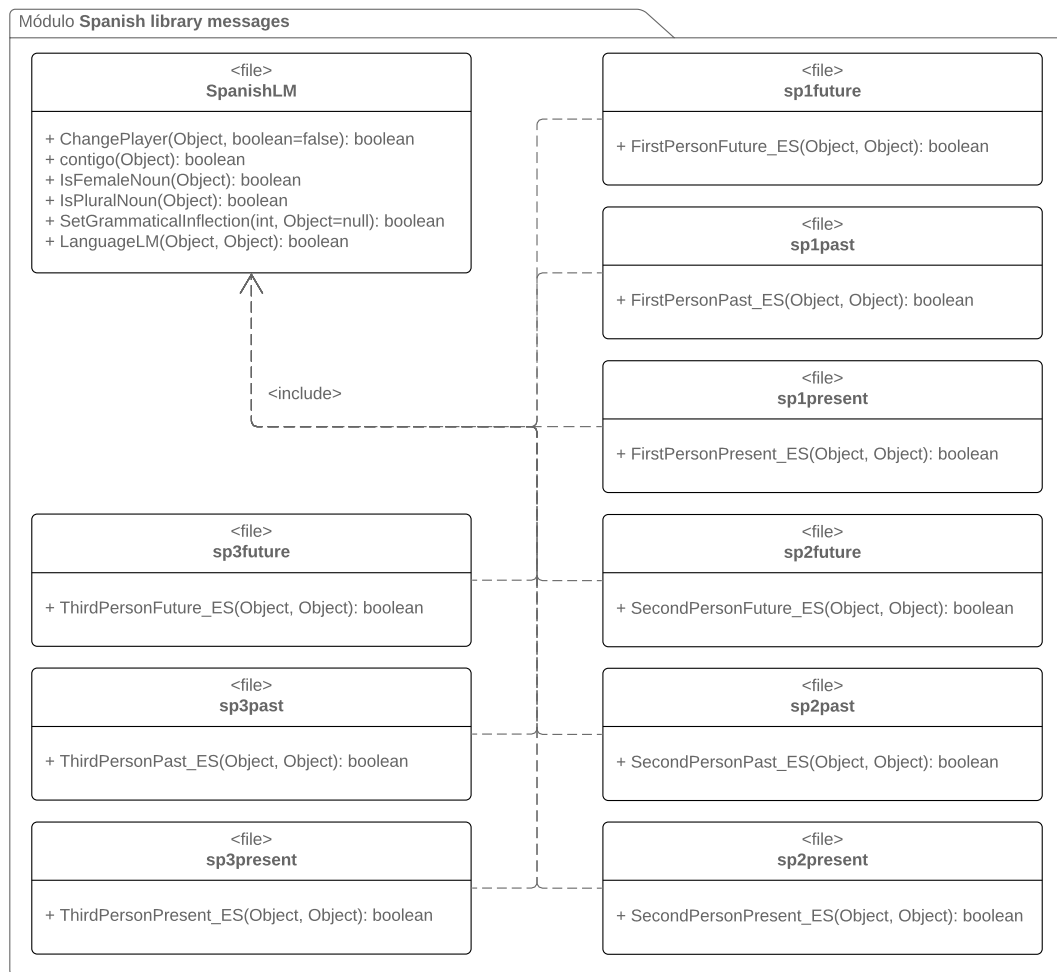 Módulo Spanish library messages
<file>
SpanishLM
+ ChangePlayer(Object, boolean=false): boolean
+ contigo(Object): boolean
+ IsFemaleNoun(Object): boolean
+ IsPluralNoun(Object): boolean
+ SetGrammaticalInflection(int, Object=null): boolean
+ LanguageLM(Object, Object): boolean
<file>
sp1future
+ FirstPersonFuture_ES(Object, Object): boolean
<file>
sp1past
+ FirstPersonPast_ES(Object, Object): boolean
<include>
<file>
sp1present
+ FirstPersonPresent_ES(Object, Object): boolean
<file>
sp3future
+ ThirdPersonFuture_ES(Object, Object): boolean
<file>
sp2future
+ SecondPersonFuture_ES(Object, Object): boolean
<file>
sp3past
+ ThirdPersonPast_ES(Object, Object): boolean
<file>
sp2past
+ SecondPersonPast_ES(Object, Object): boolean
<file>
sp3present
+ ThirdPersonPresent_ES(Object, Object): boolean
<file>
sp2present
+ SecondPersonPresent_ES(Object, Object): boolean